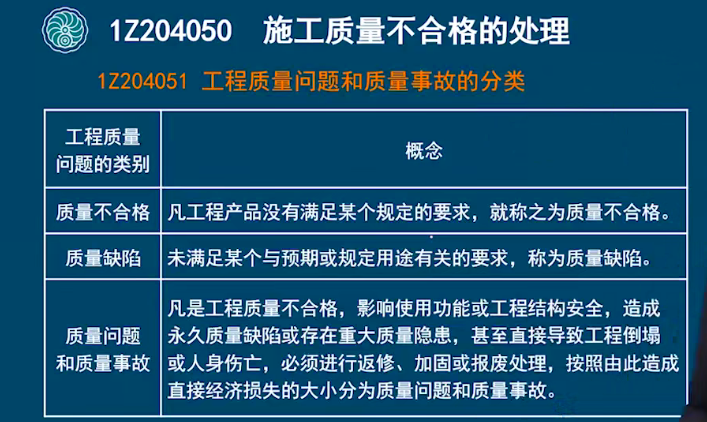 1Z204050 施工质量不合格的处理
1Z204051 工程质量问题和质量事故的分类
工程质量
问题的类别
概念
质量不合格
凡工程产品没有满足某个规定的要求，就称之为质量不合格。
质量缺陷
未满足某个与预期或规定用途有关的要求，称为质量缺陷。
质量问题
和质量事故
凡是工程质量不合格，影响使用功能或工程结构安全，造成
永久质量缺陷或存在重大质量隐患，甚至直接导致工程倒塌
或人身伤亡，必须进行返修、加固或报废处理，按照由此造成
直接经济损失的大小分为质量问题和质量事故。